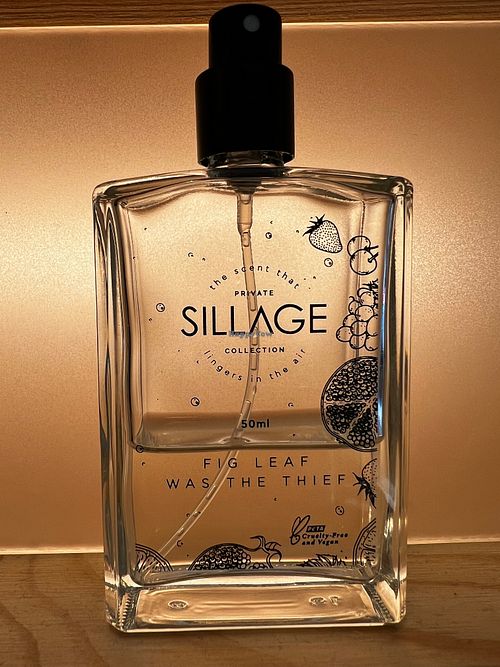 the scent that
PRIVATE
SILLAGE
HappyCow
COLLECTION
lingers in the air
50ml
FIG LEAF
WAS THE THIEF
PETA
Cruelty-Free
and Vegan